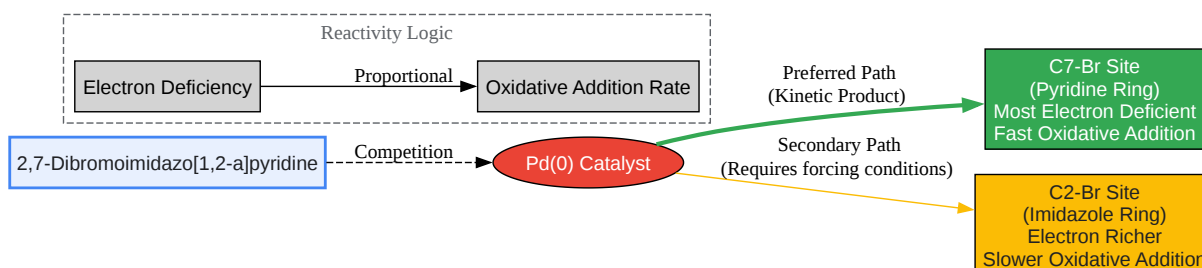 Reactivity Logic
Electron Deficiency
Proportional
Oxidative Addition Rate
2,7-Dibromoimidazo[1,2-a]pyridine
Competition
Pd(0) Catalyst
Preferred Path
(Kinetic Product)
C7-Br Site
(Pyridine Ring)
Most Electron Deficient
Fast Oxidative Addition
Secondary Path
(Requires forcing conditions)
C2-Br Site
(Imidazole Ring)
Electron Richer
Slower Oxidative Addition